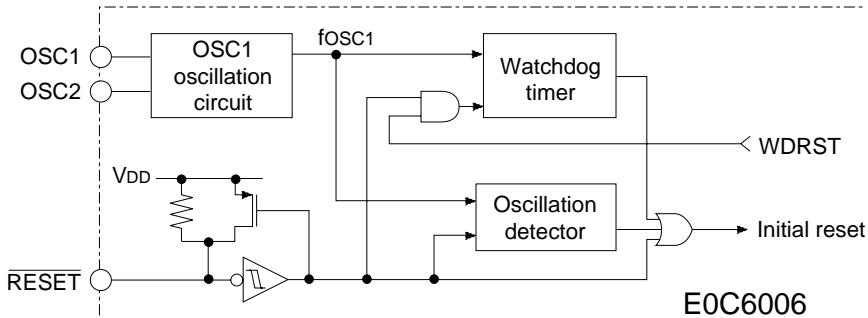 OSC1
OSC2
OSC1
oscillation
circuit
fOSC1
Watchdog
timer
WDRST
VDD
Oscillation
detector
Initial reset
RESET
E0C6006